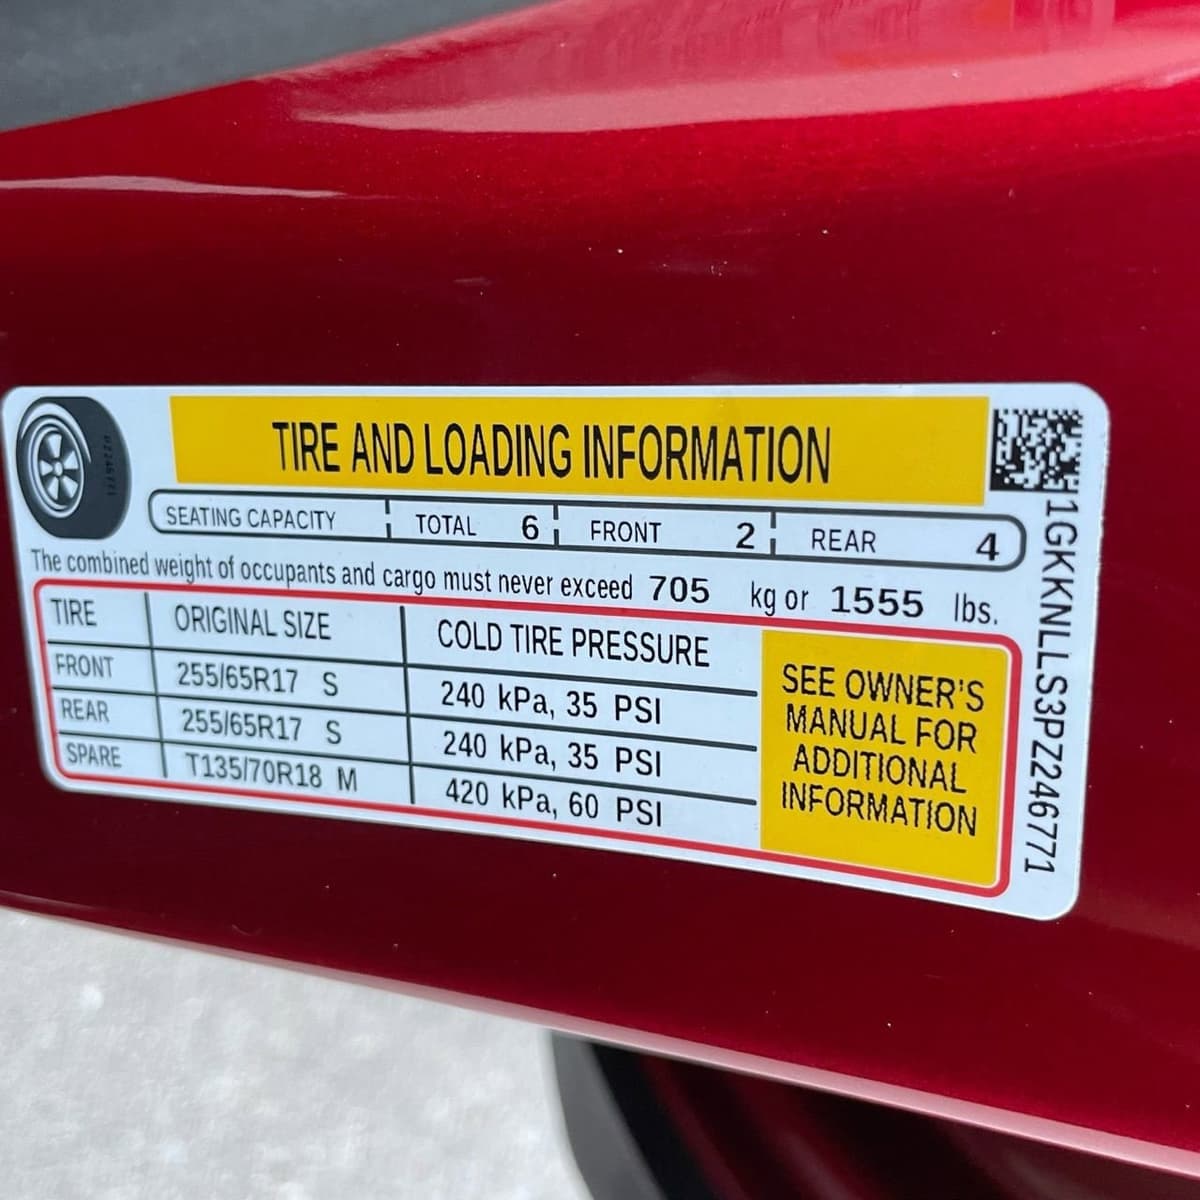 TIRE AND LOADING INFORMATION
SEATING CAPACITY TOTAL 6 FRONT 2 REAR 4
The combined weight of occupants and cargo must never exceed 705 kg or 1555 lbs.
TIRE ORIGINAL SIZE COLD TIRE PRESSURE
FRONT 255/65R17 S 240 kPa, 35 PSI
REAR 255/65R17 S 240 kPa, 35 PSI
SPARE T135/70R18 M 420 kPa, 60 PSI
SEE OWNER'S
MANUAL FOR
ADDITIONAL
INFORMATION
1GKKNLLS3PZ246771